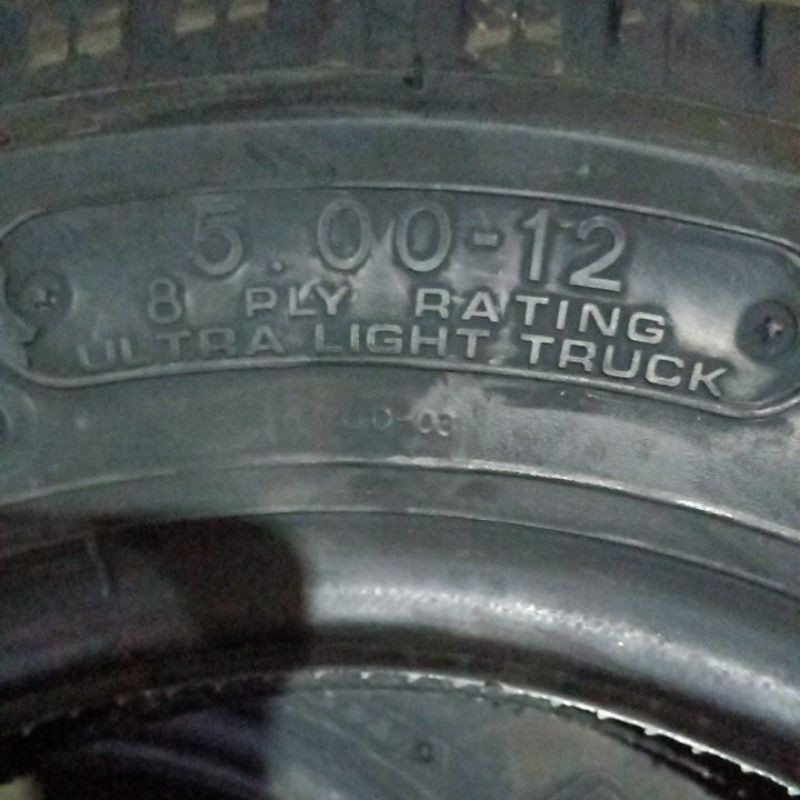 5.00-12
8 PLY RATING
ULTRA LIGHT TRUCK